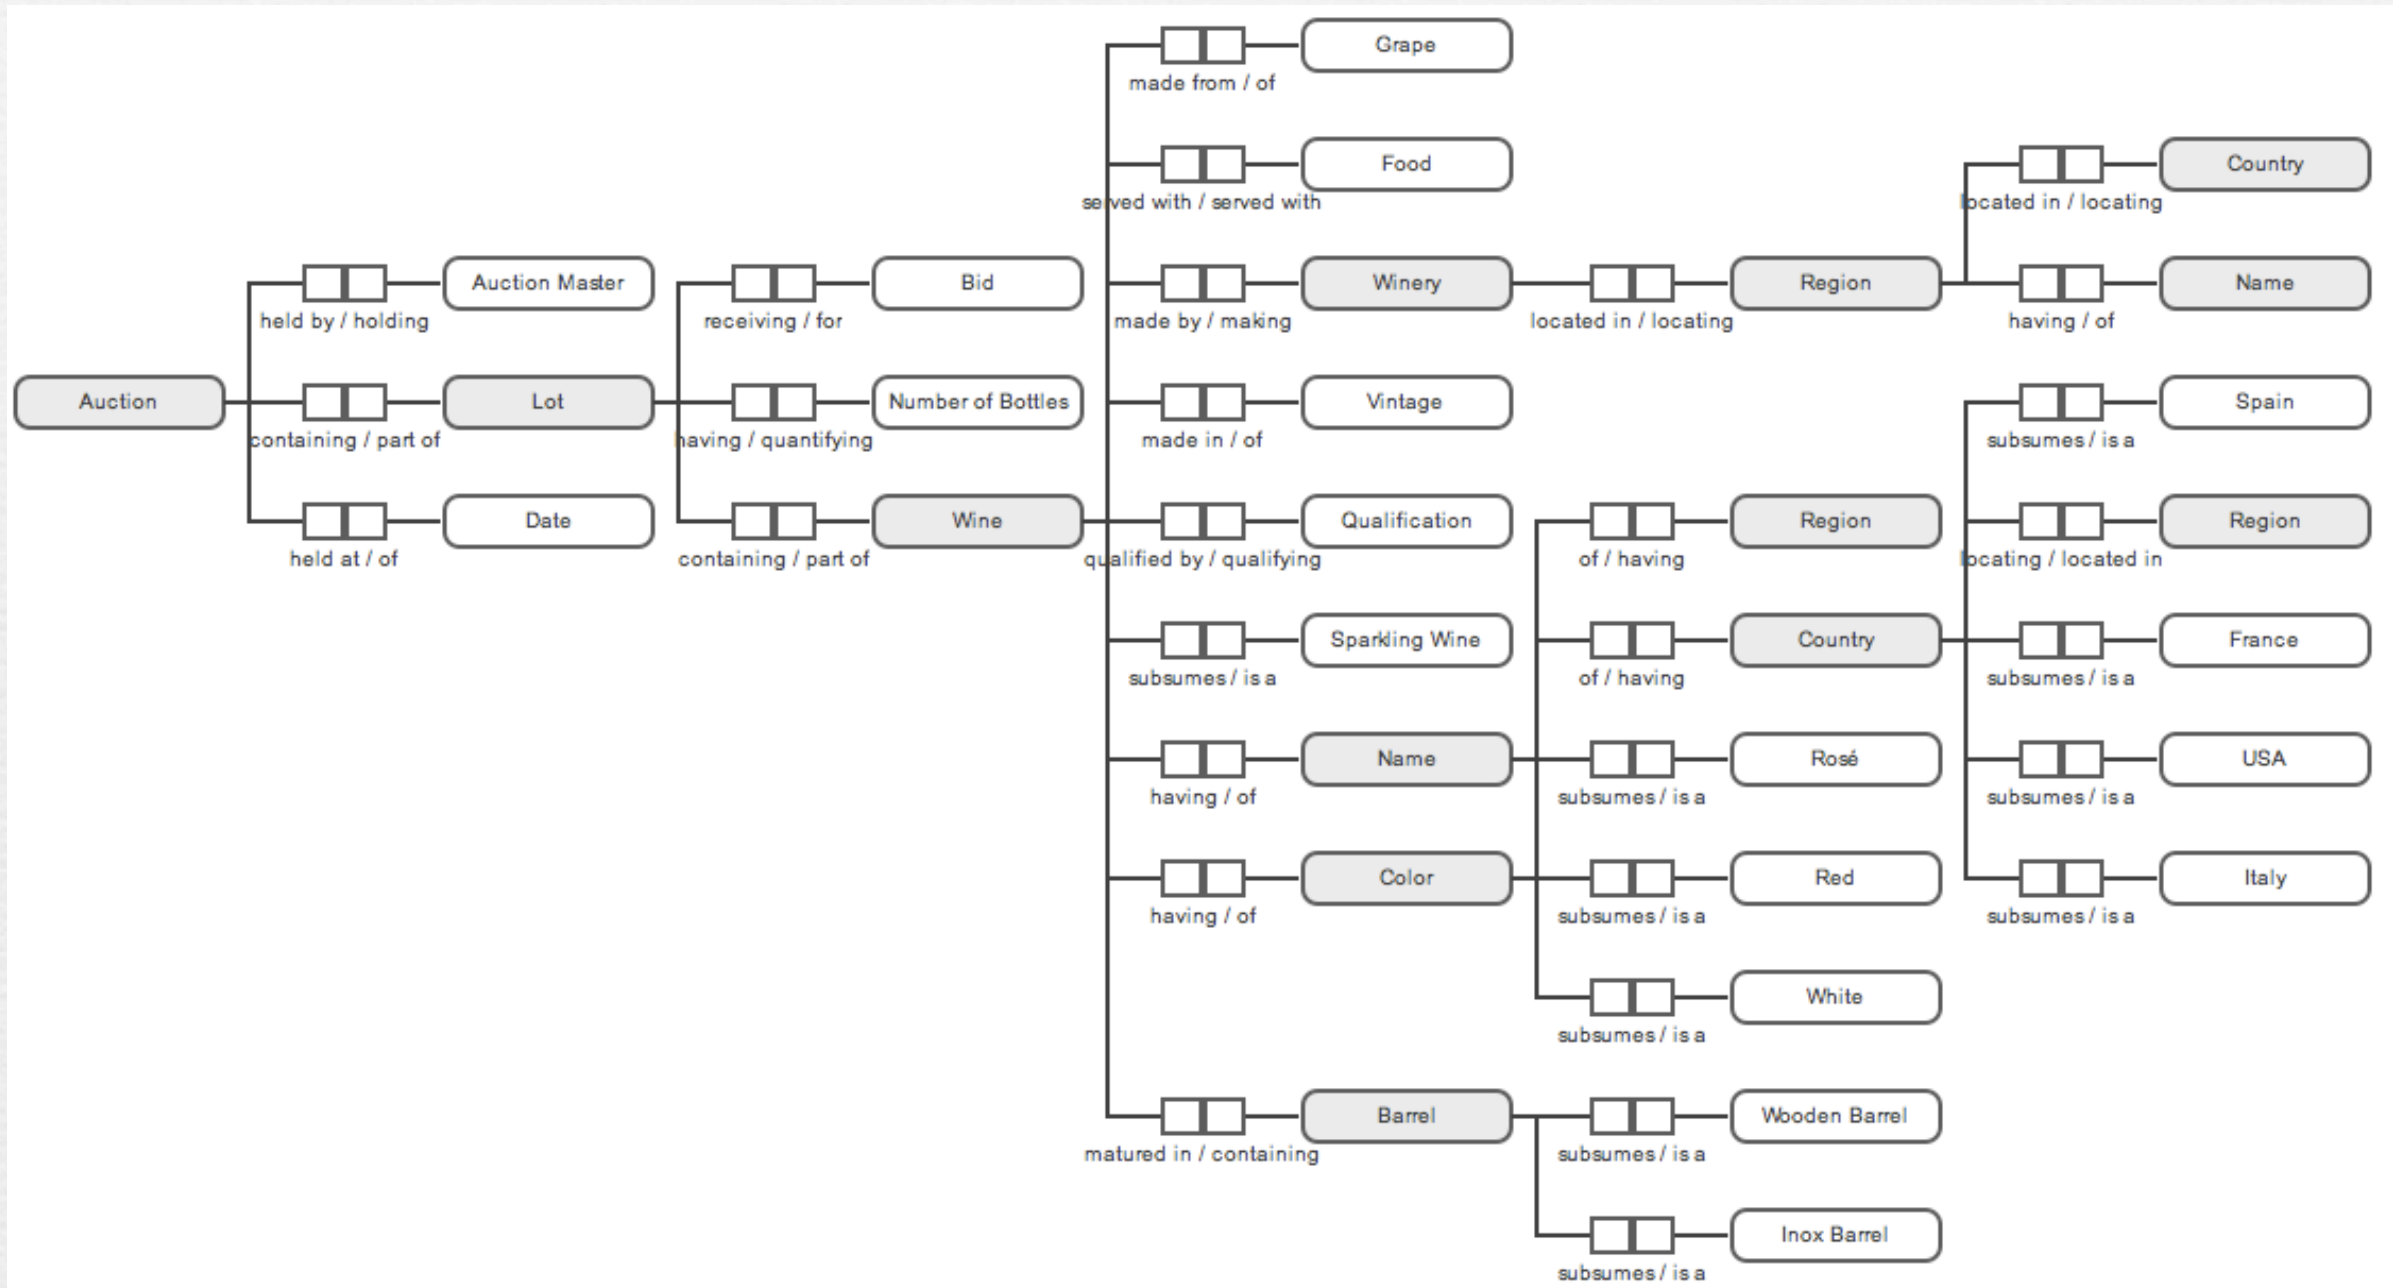 Grape
made from / of
Food
Country
served with / served with
located in / locating
Auction Master
Bid
Winery
Region
Name
held by / holding
receiving / for
made by / making
located in / locating
having / of
Auction
Lot
Number of Bottles
Vintage
Spain
containing / part of
having / quantifying
made in / of
subsumes / is a
Date
Wine
Qualification
Region
Region
held at / of
containing / part of
qualified by / qualifying
of / having
locating / located in
Sparkling Wine
Country
France
subsumes / is a
of / having
subsumes / is a
Name
Rosé
USA
having / of
subsumes / is a
subsumes / is a
Color
Red
Italy
having / of
subsumes / is a
subsumes / is a
White
subsumes / is a
Barrel
Wooden Barrel
matured in / containing
subsumes / is a
Inox Barrel
subsumes / is a